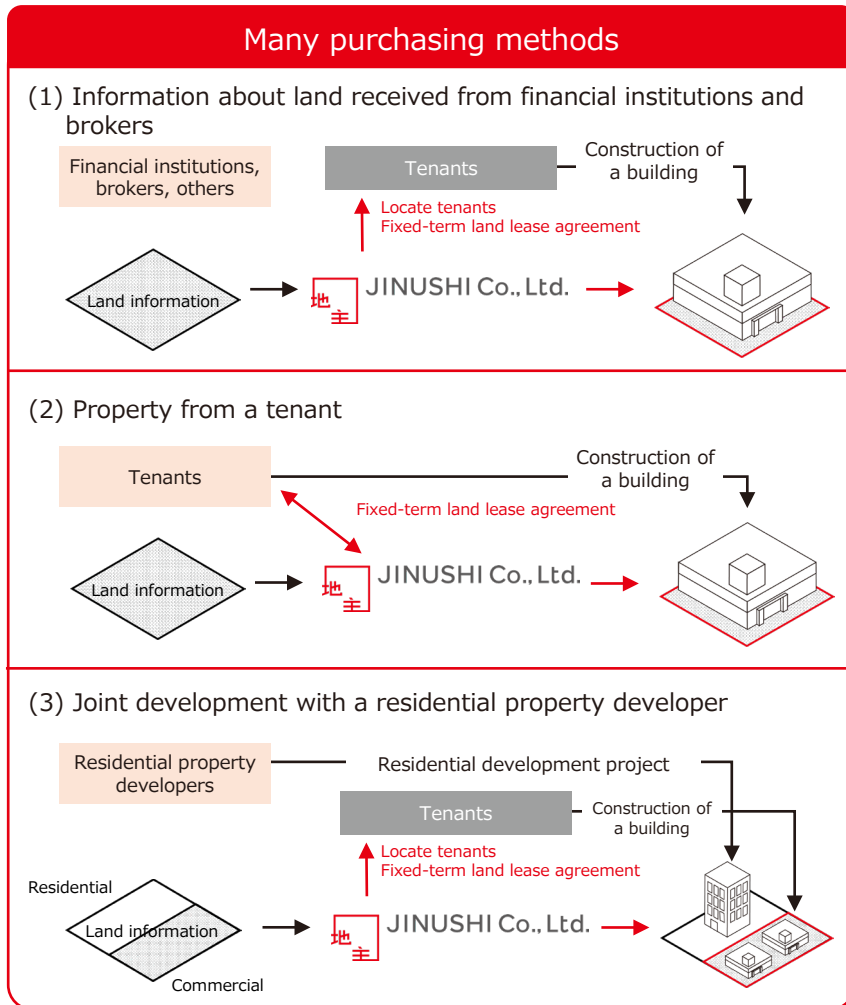 Many purchasing methods
(1) Information about land received from financial institutions and
brokers
Financial institutions,
brokers, others
Tenants
Construction of
a building
Locate tenants
Fixed-term land lease agreement
Land information
地主
JINUSHI Co., Ltd.
(2) Property from a tenant
Tenants
Construction of
a building
Fixed-term land lease agreement
Land information
地主
JINUSHI Co., Ltd.
(3) Joint development with a residential property developer
Residential property
developers
Residential development project
Tenants
Construction of
a building
Locate tenants
Fixed-term land lease agreement
Residential
Land information
地主
JINUSHI Co., Ltd.
Commercial